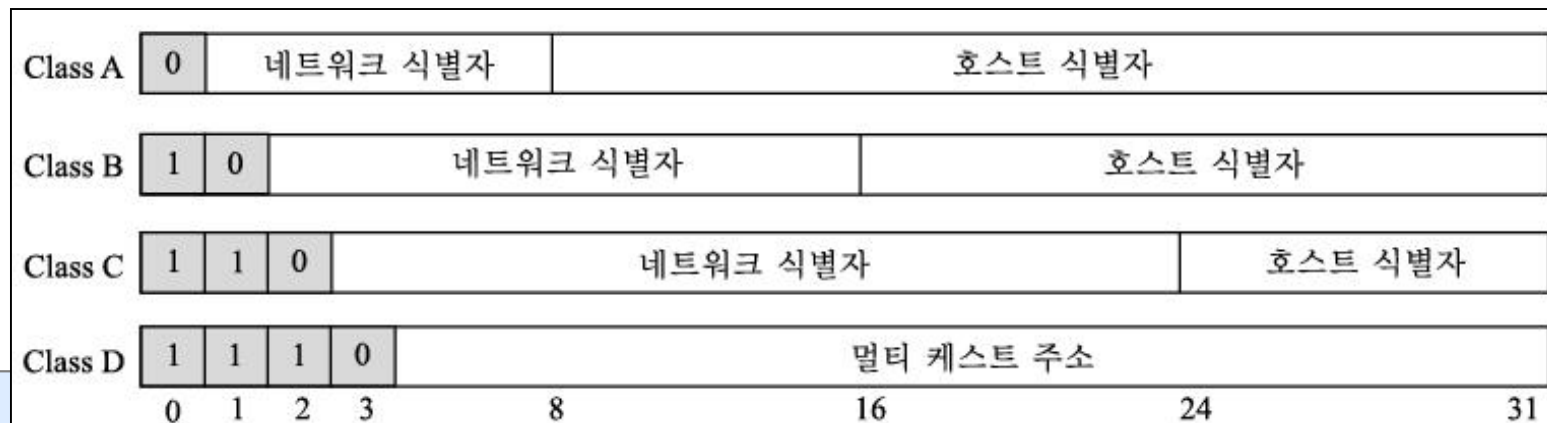 Class A 0 네트워크 식별자 호스트 식별자
Class B 1 0 네트워크 식별자 호스트 식별자
Class C 1 1 0 네트워크 식별자 호스트 식별자
Class D 1 1 1 0 멀티 케스트 주소
0 1 2 3 8 16 24 31